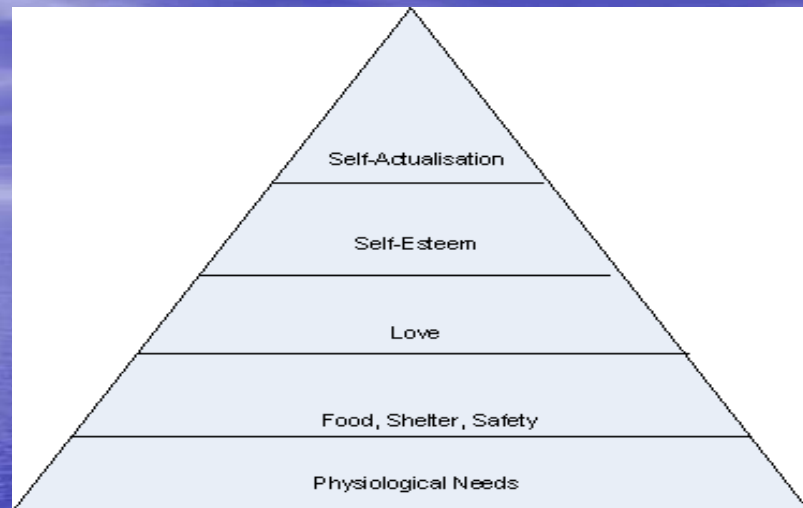 Self-Actualisation
Self-Esteem
Love
Food, Shelter, Safety
Physiological Needs